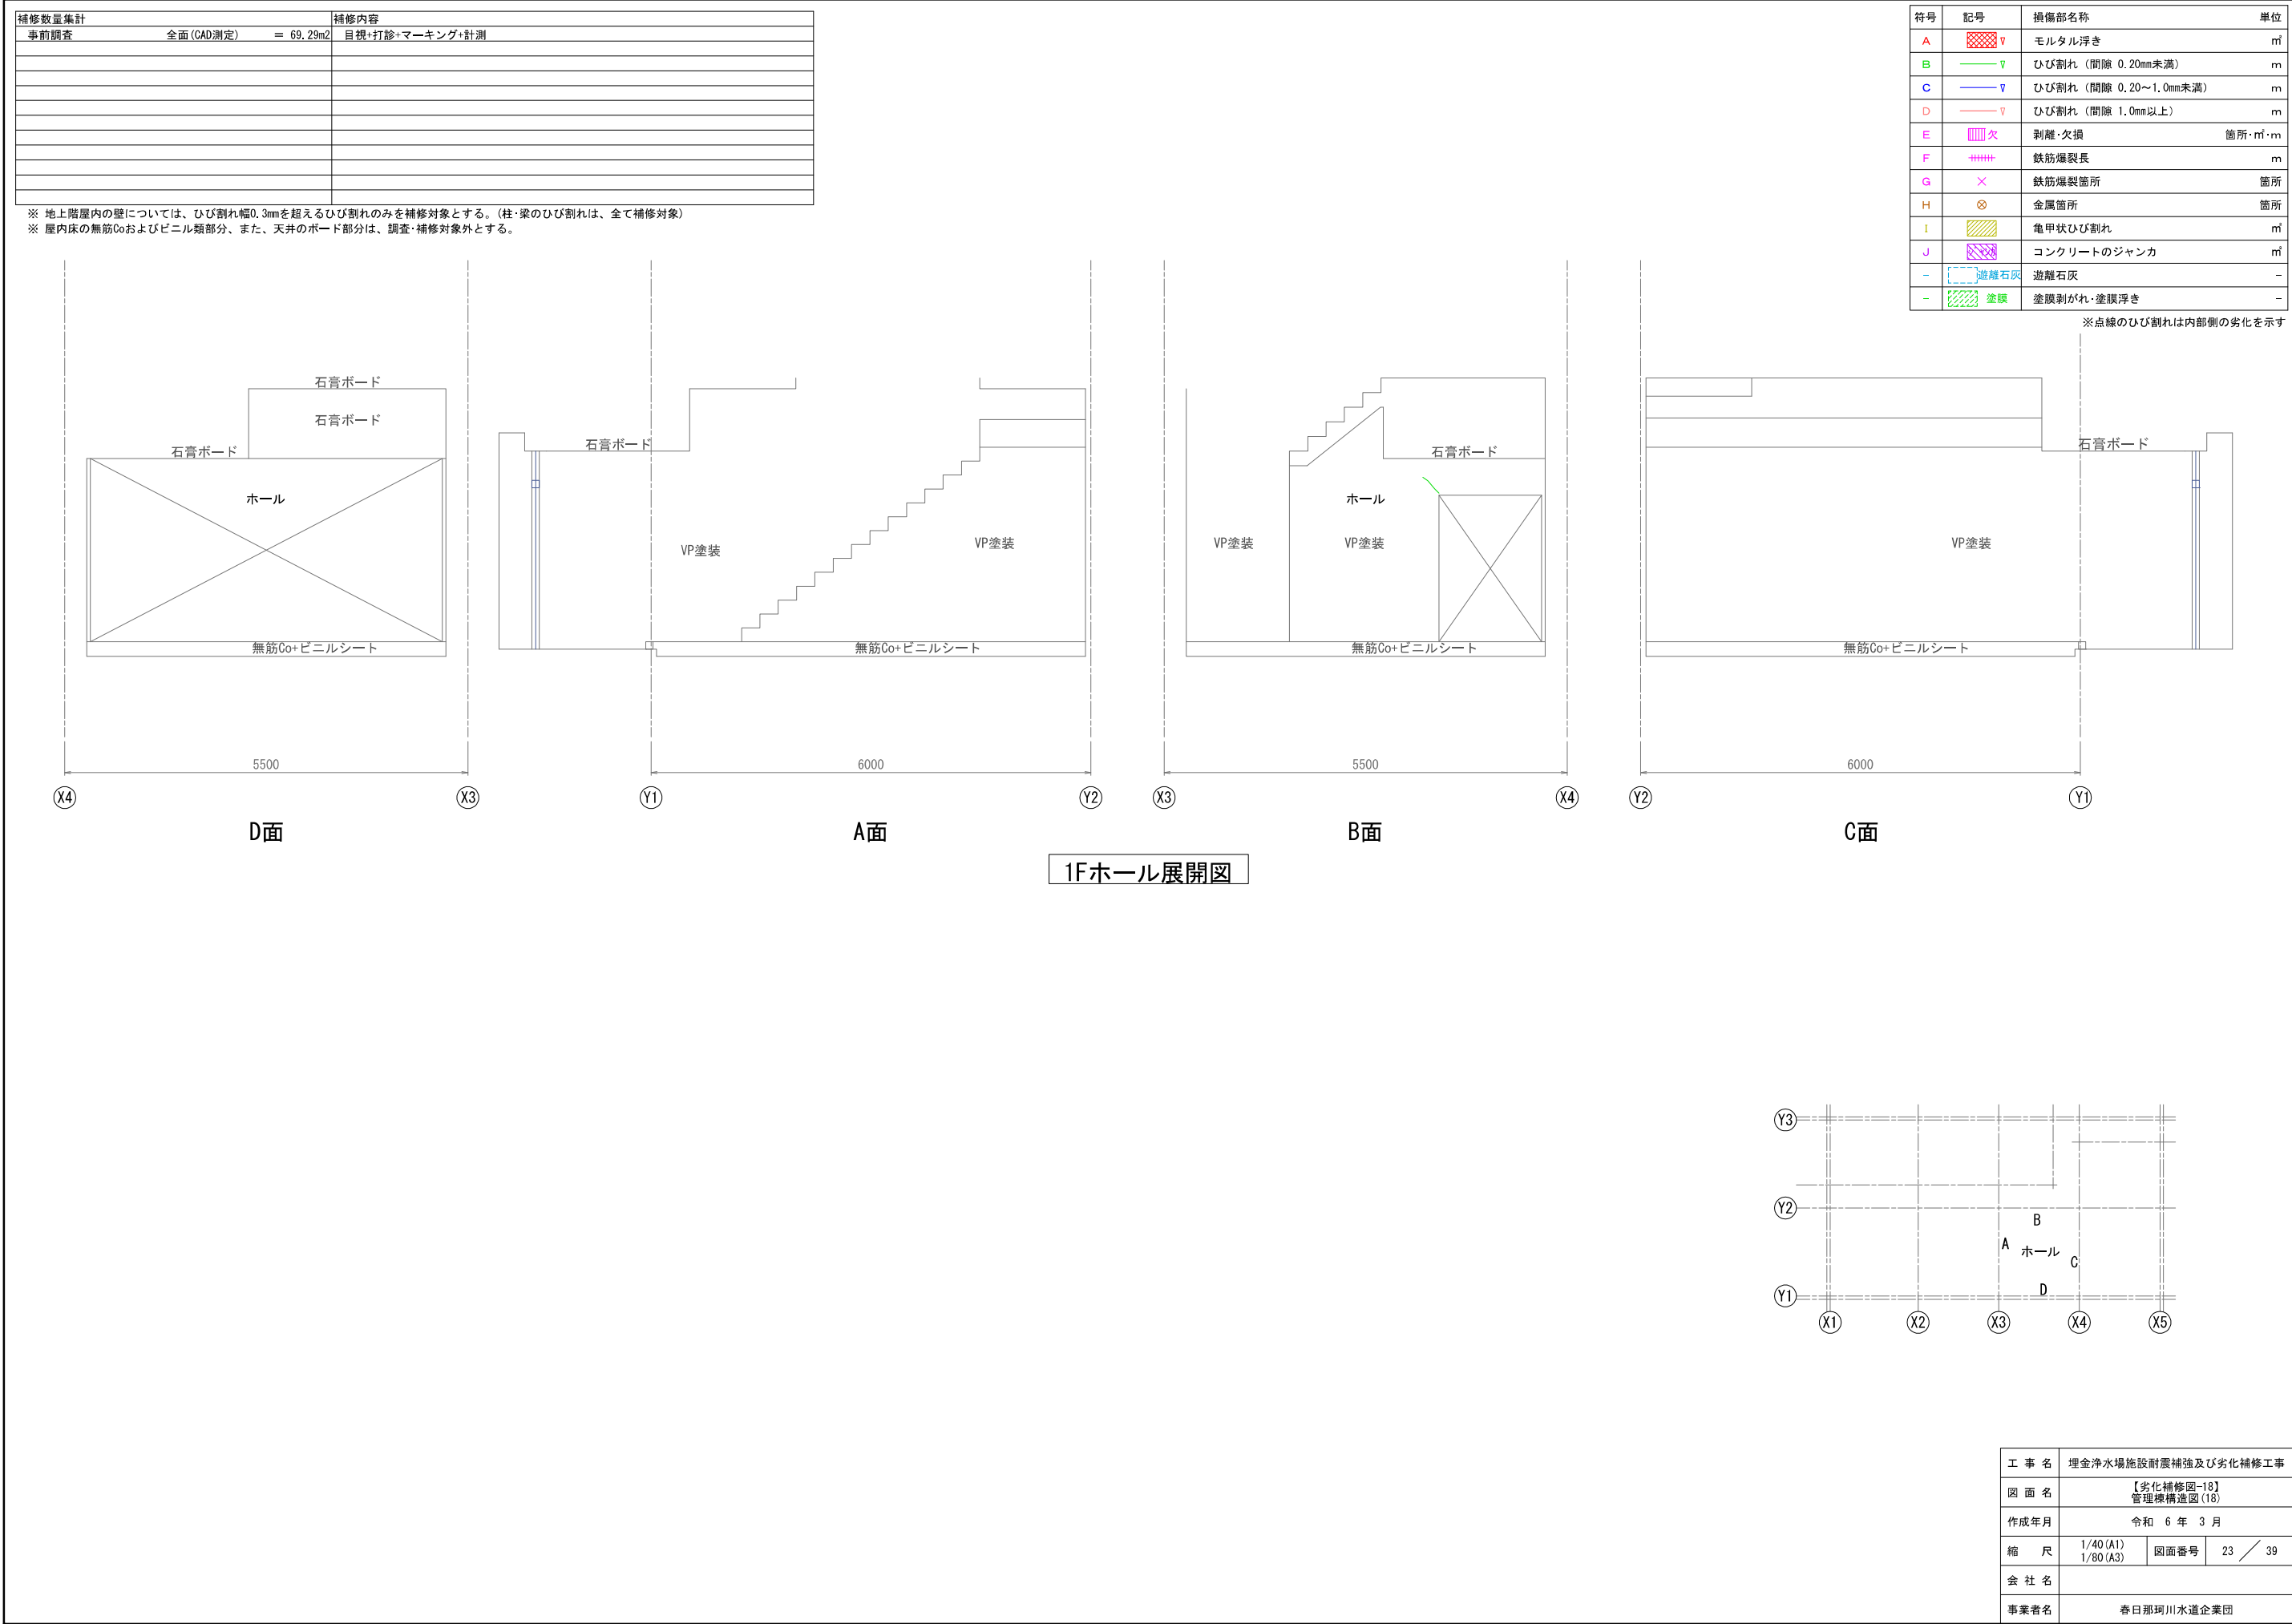 補修数量集計 補修内容
事前調査 全面(CAD測定) = 69.29m2 目視+打診+マーキング+計測
※ 地上階屋内の壁については、ひび割れ幅0.3mmを超えるひび割れのみを補修対象とする。(柱・梁のひび割れは、全て補修対象)
※ 屋内床の無筋Coおよびビニル類部分、また、天井のボード部分は、調査・補修対象外とする。
符号 記号 損傷部名称 単位
A モルタル浮き ㎡
B ひび割れ（間隙 0.20mm未満） m
C ひび割れ（間隙 0.20～1.0mm未満） m
D ひび割れ（間隙 1.0mm以上） m
E 欠 剥離・欠損 箇所・㎡・m
F 鉄筋爆裂長 m
G 鉄筋爆裂箇所 箇所
H 金属箇所 箇所
I 亀甲状ひび割れ ㎡
J コンクリートのジャンカ ㎡
- 遊離石灰 遊離石灰 -
- 塗膜 塗膜剥がれ・塗膜浮き -
※点線のひび割れは内部側の劣化を示す
石膏ボード
石膏ボード
石膏ボード
ホール
無筋Co+ビニルシート
5500
X4 X3
D面
石膏ボード
VP塗装 VP塗装
無筋Co+ビニルシート
6000
Y1 Y2
A面
石膏ボード
ホール
VP塗装 VP塗装
無筋Co+ビニルシート
5500
X3 X4
B面
石膏ボード
VP塗装
無筋Co+ビニルシート
6000
Y2 Y1
C面
1Fホール展開図
Y3
Y2
B
A ホール C
D
Y1
X1 X2 X3 X4 X5
工事名 埋金浄水場施設耐震補強及び劣化補修工事
図面名 【劣化補修図-18】
管理棟構造図(18)
作成年月 令和 6 年 3 月
縮尺 1/40(A1) 図面番号 23 ／ 39
1/80(A3)
会社名
事業者名 春日那珂川水道企業団